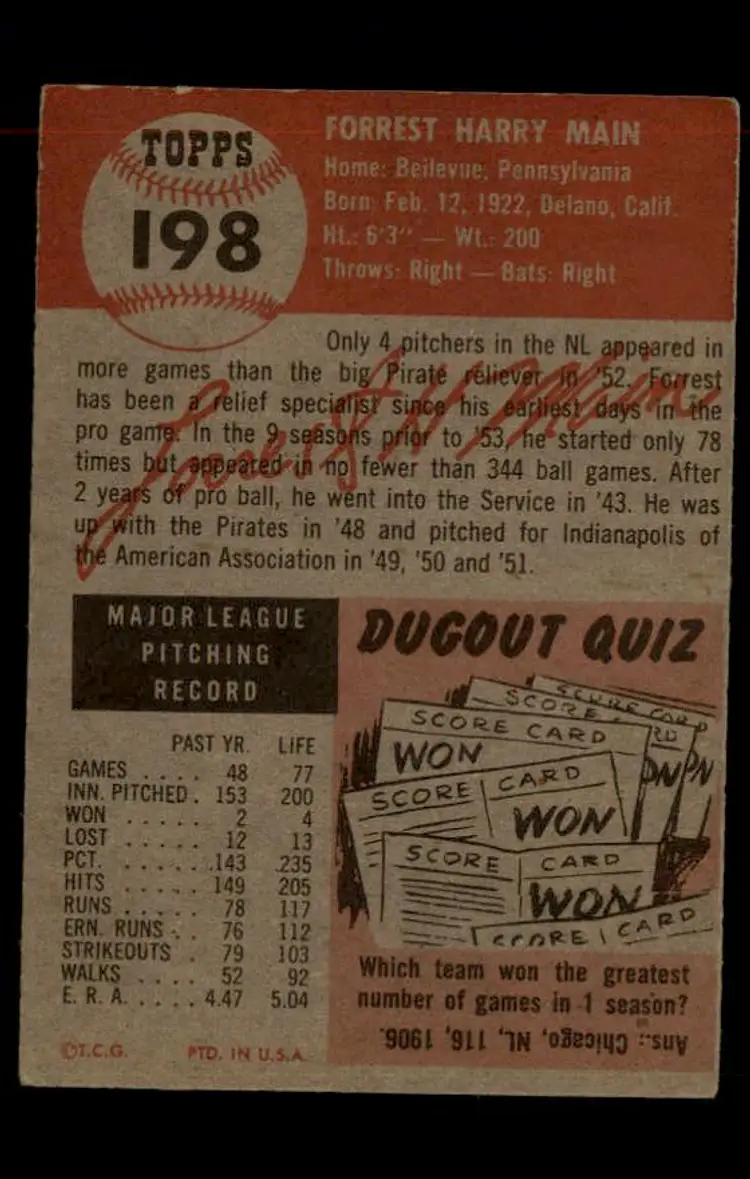 TOPPS
198
FORREST HARRY MAIN
Home: Bellevue, Pennsylvania
Born: Feb. 12, 1922, Delano, Calif.
Ht.: 6'3" — Wt.: 200
Throws: Right — Bats: Right
Only 4 pitchers in the NL appeared in
more games than the big Pirate reliever in '52. Forrest
has been a relief specialist since his earliest days in the
pro game. In the 9 seasons prior to '53, he started only 78
times but appeared in no fewer than 344 ball games. After
2 years of pro ball, he went into the Service in '43. He was
up with the Pirates in '48 and pitched for Indianapolis of
the American Association in '49, '50 and '51.
Forrest H Main
MAJOR LEAGUE
PITCHING
RECORD
PAST YR. LIFE
GAMES . . . . 48 77
INN. PITCHED . 153 200
WON . . . . . 2 4
LOST . . . . . 12 13
PCT. . . . . . .143 .235
HITS . . . . . 149 205
RUNS . . . . . 78 117
ERN. RUNS . . 76 112
STRIKEOUTS . 79 103
WALKS . . . . 52 92
E. R. A. . . . . 4.47 5.04
©T.C.G. PTD. IN U.S.A.
DUGOUT QUIZ
SCORE CARD
SCORE
RD
SCORE CARD
WON
ON
ON
SCORE CARD
WON
SCORE CARD
WON
SCORE CARD
Which team won the greatest
number of games in 1 season?
Ans.: Chicago, NL, 116, 1906.